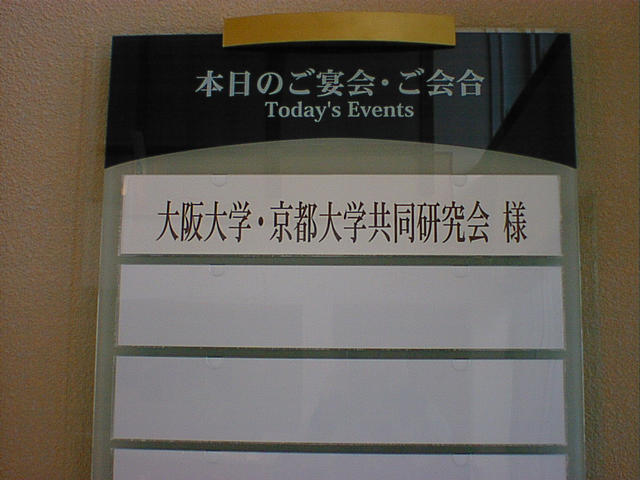 本日のご宴会・ご会合
Today's Events
大阪大学・京都大学共同研究会 様